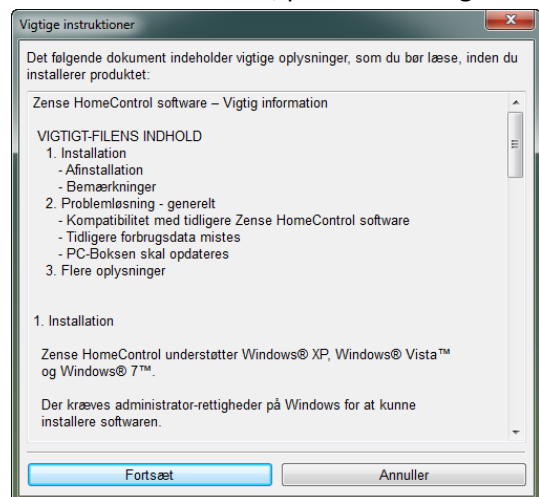 Vigtige instruktioner
Det følgende dokument indeholder vigtige oplysninger, som du bør læse, inden du
installerer produktet:
Zense HomeControl software – Vigtig information
VIGTIGT-FILENS INDHOLD
1. Installation
- Afinstallation
- Bemærkninger
2. Problemløsning - generelt
- Kompatibilitet med tidligere Zense HomeControl software
- Tidligere forbrugsdata mistes
- PC-Boksen skal opdateres
3. Flere oplysninger
1. Installation
Zense HomeControl understøtter Windows® XP, Windows® Vista™
og Windows® 7™.
Der kræves administrator-rettigheder på Windows for at kunne
installere softwaren.
Fortsæt
Annuller